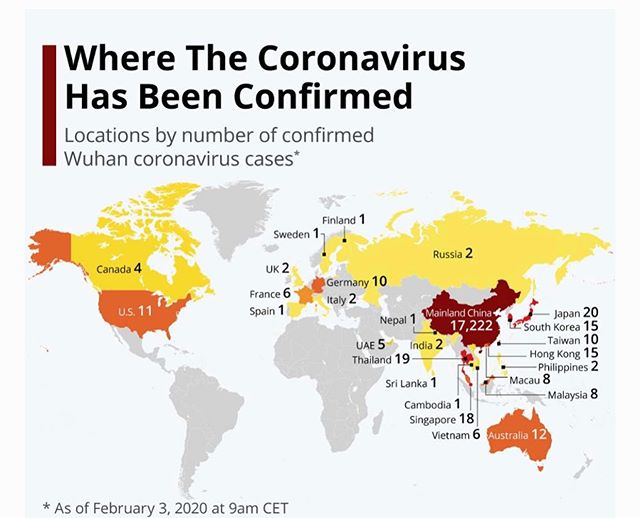 Where The Coronavirus
Has Been Confirmed
Locations by number of confirmed
Wuhan coronavirus cases*
Finland 1
Sweden 1
Russia 2
Canada 4
UK 2
Germany 10
France 6
Italy 2
Spain 1
U.S. 11
Mainland China
17,222
Nepal 1
Japan 20
South Korea 15
Taiwan 10
UAE 5
India 2
Hong Kong 15
Thailand 19
Philippines 2
Macau 8
Sri Lanka 1
Malaysia 8
Cambodia 1
Singapore 18
Vietnam 6
Australia 12
* As of February 3, 2020 at 9am CET